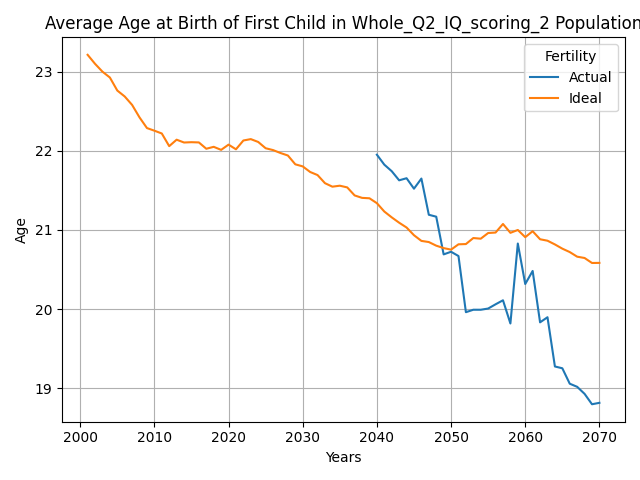 Average Age at Birth of First Child in Whole_Q2_IQ_scoring_2 Population
Fertility
Actual
Ideal
23
22
21
20
19
Age
2000 2010 2020 2030 2040 2050 2060 2070
Years